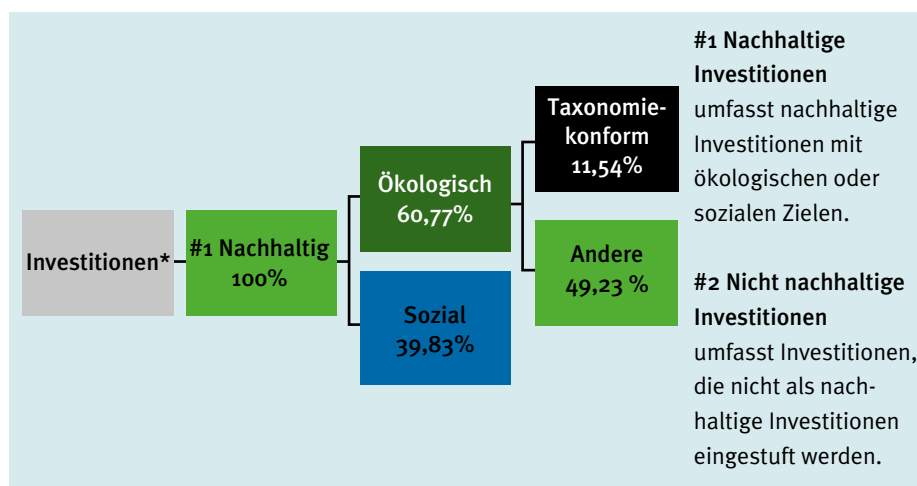 Investitionen*
#1 Nachhaltig
100%
Ökologisch
60,77%
Sozial
39,83%
Taxonomie-
konform
11,54%
Andere
49,23 %
#1 Nachhaltige
Investitionen
umfasst nachhaltige
Investitionen mit
ökologischen oder
sozialen Zielen.
#2 Nicht nachhaltige
Investitionen
umfasst Investitionen,
die nicht als nach-
haltige Investitionen
eingestuft werden.